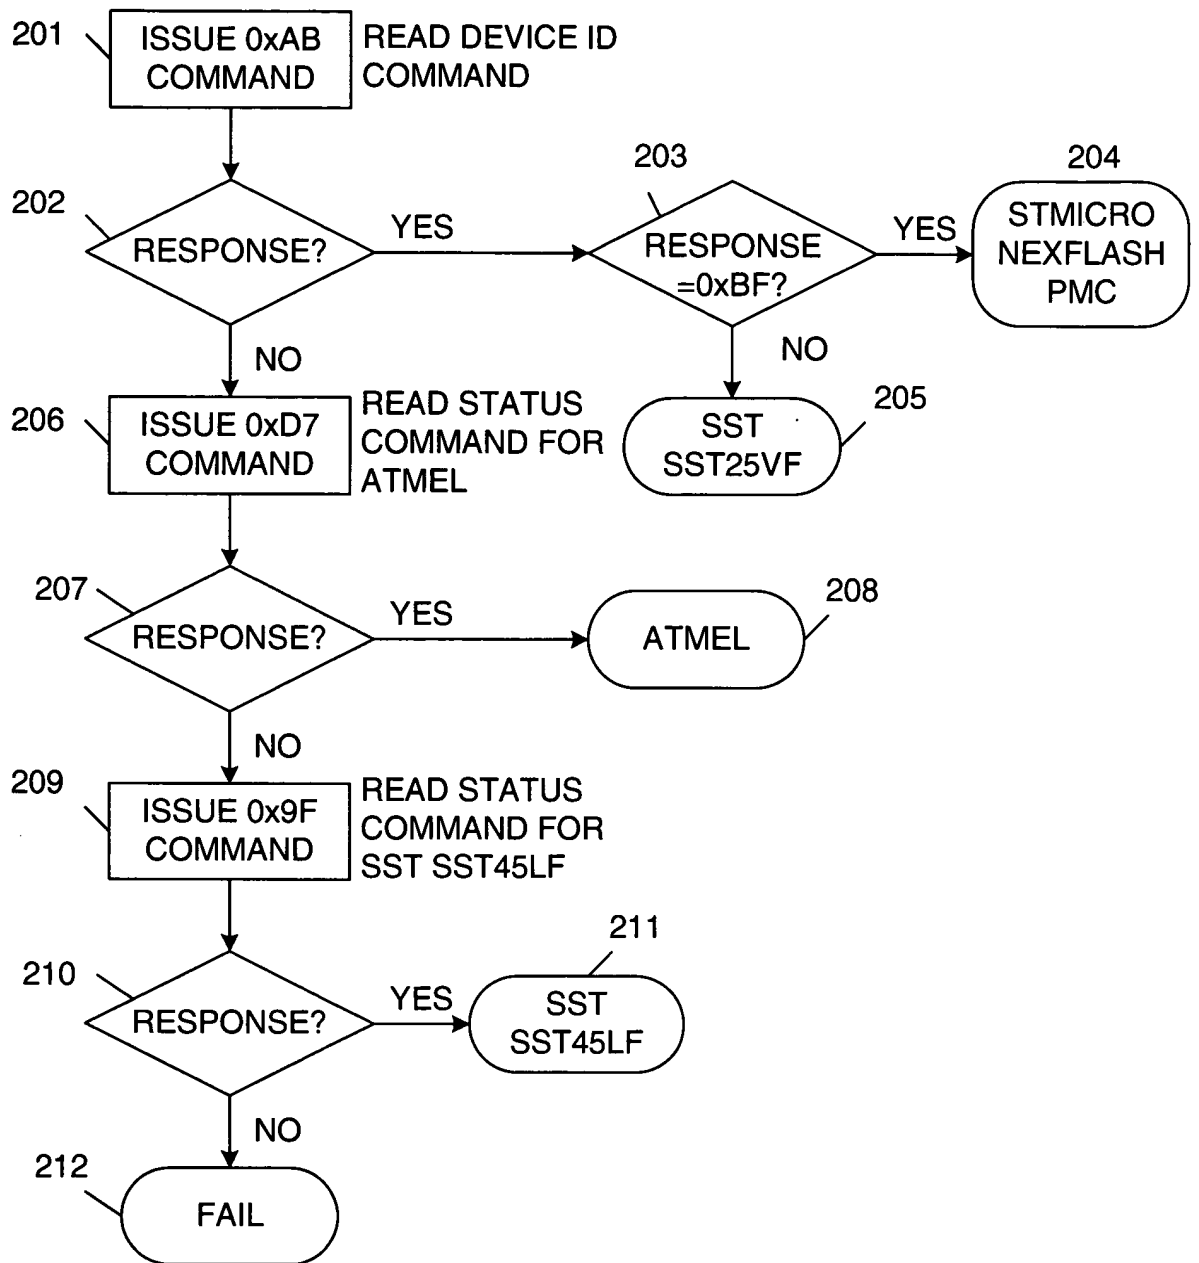 201
ISSUE 0xAB
COMMAND
READ DEVICE ID
COMMAND
202
RESPONSE?
YES
203
RESPONSE
=0xBF?
YES
204
STMICRO
NEXFLASH
PMC
NO
NO
205
SST
SST25VF
206
ISSUE 0xD7
COMMAND
READ STATUS
COMMAND FOR
ATMEL
207
RESPONSE?
YES
208
ATMEL
NO
209
ISSUE 0x9F
COMMAND
READ STATUS
COMMAND FOR
SST SST45LF
210
RESPONSE?
YES
211
SST
SST45LF
NO
212
FAIL